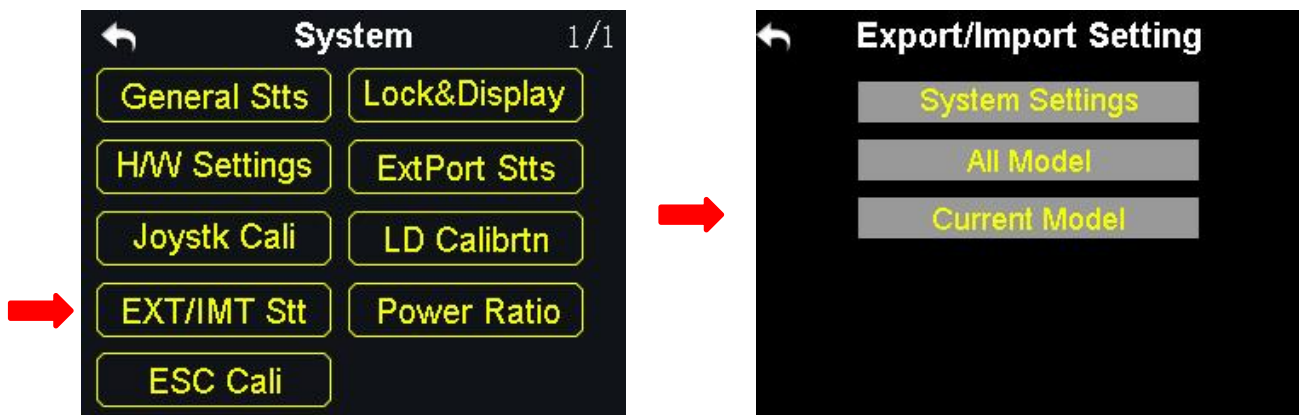 System 1/1
General Stts Lock&Display
H/W Settings ExtPort Stts
Joystk Cali LD Calibrtn
EXT/IMT Stt Power Ratio
ESC Cali
Export/Import Setting
System Settings
All Model
Current Model